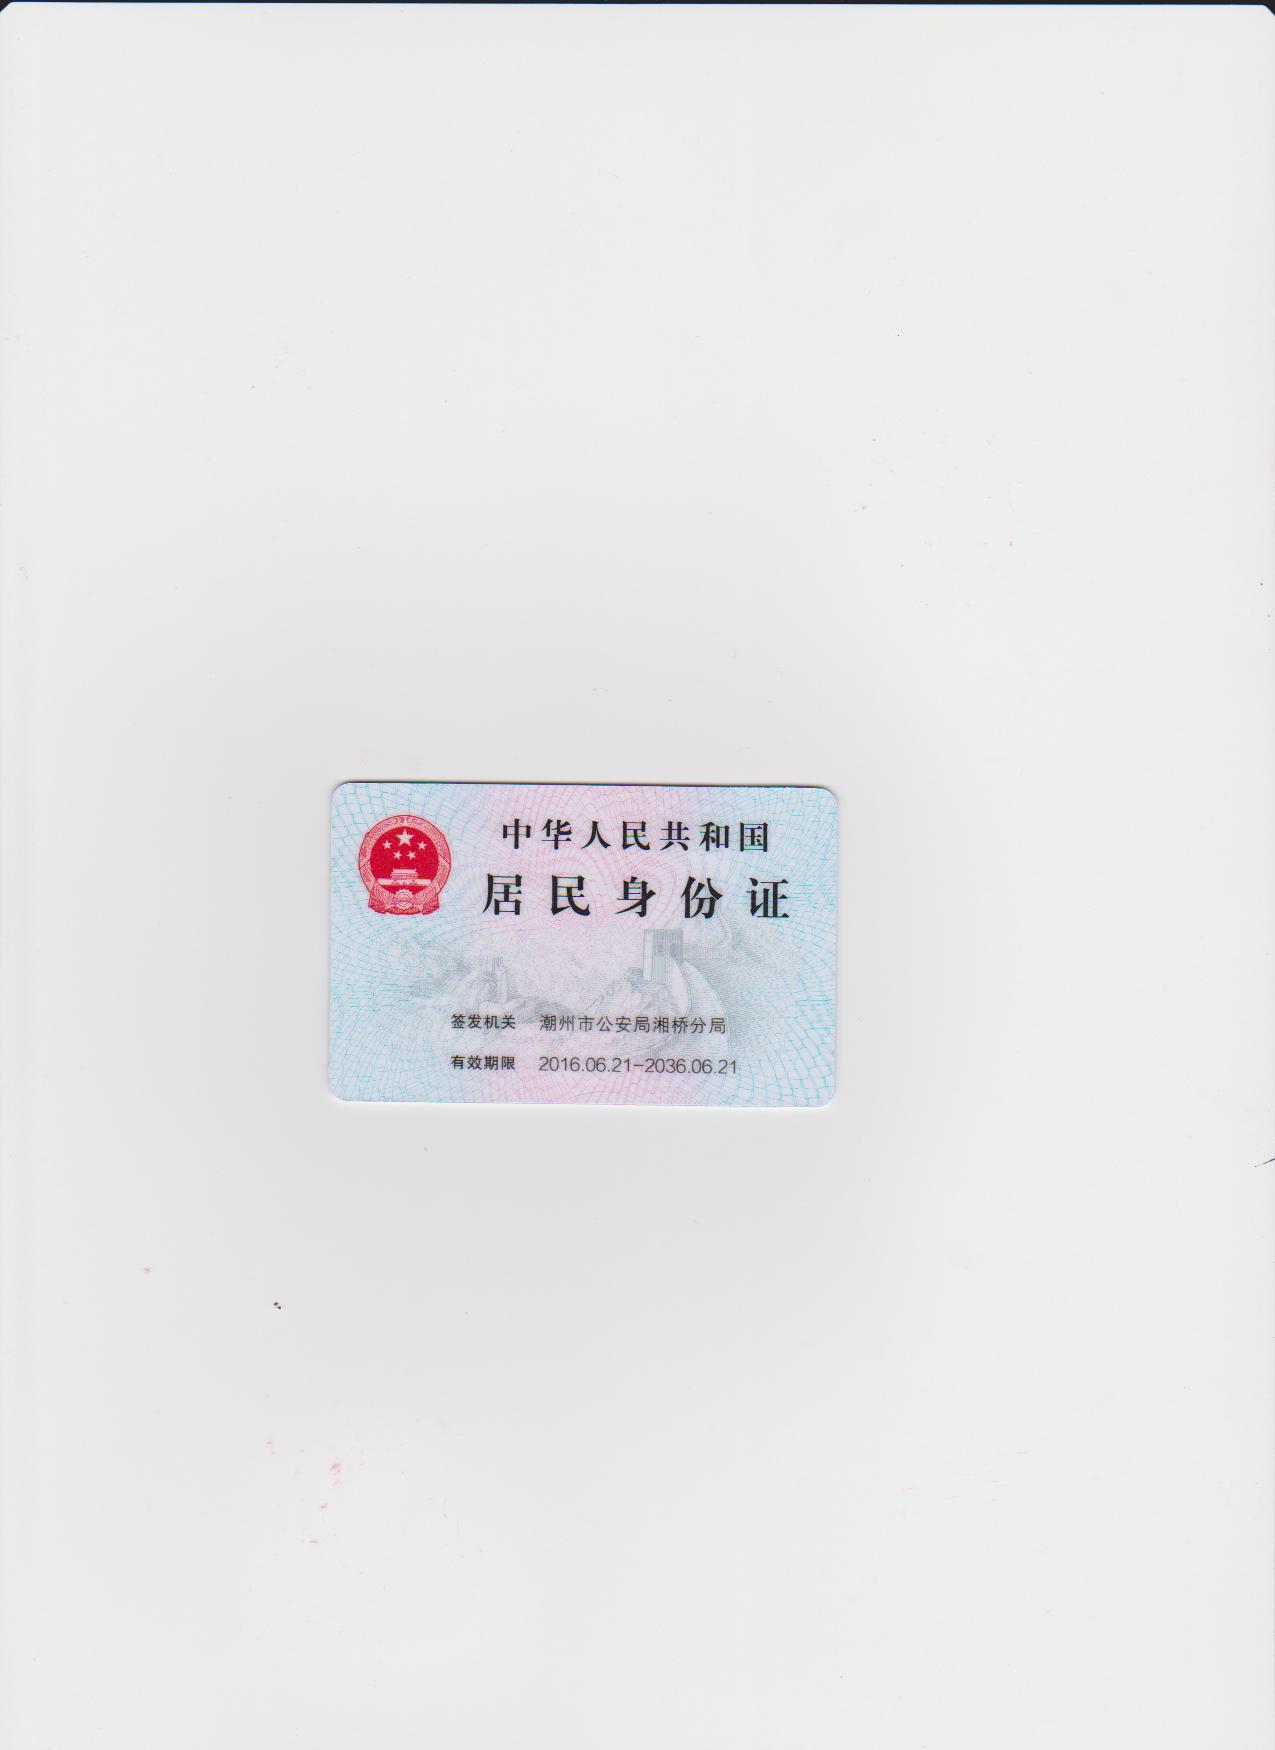 中华人民共和国
居民身份证
签发机关 潮州市公安局湘桥分局
有效期限 2016.06.21-2036.06.21